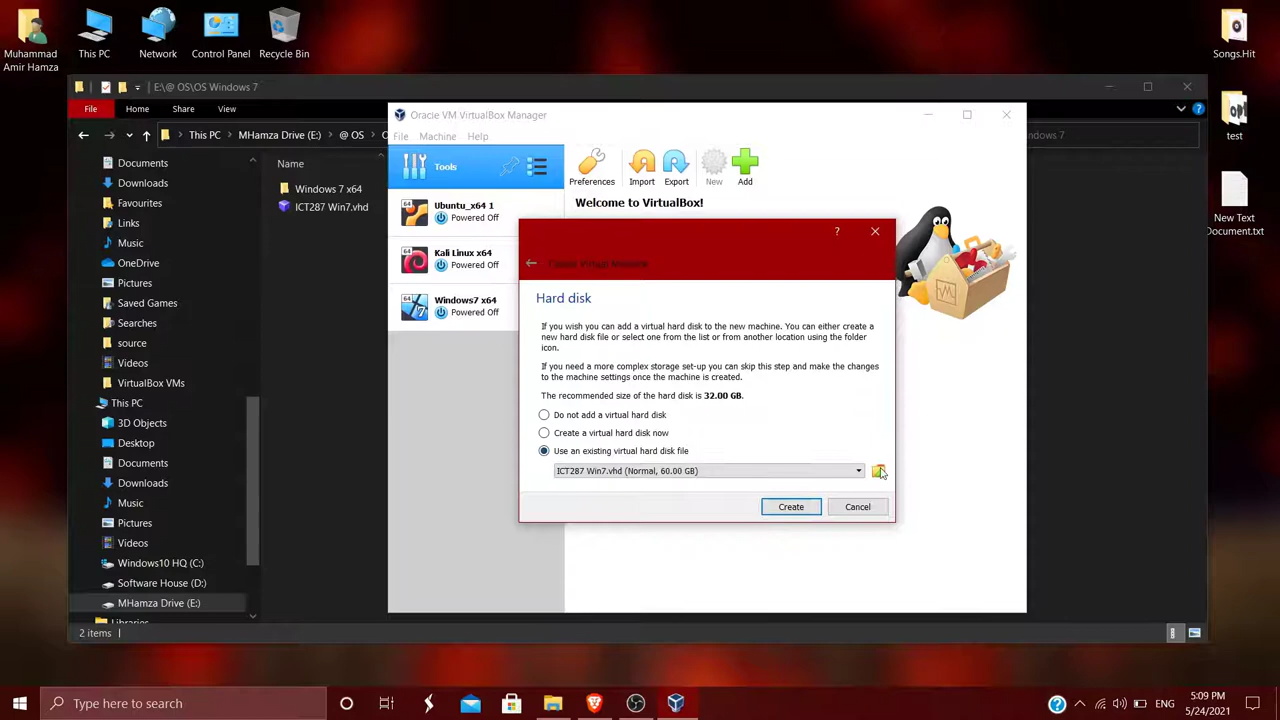 Muhammad Amir Hamza
This PC
Network
Control Panel
Recycle Bin
Songs.Hit
test
New Text Document.txt
E:\@ OS\OS Windows 7
File
Home
Share
View
This PC
MHamza Drive (E:)
@ OS
ndows 7
Documents
Downloads
Favourites
Links
Music
OneDrive
Pictures
Saved Games
Searches
source
Videos
VirtualBox VMs
This PC
3D Objects
Desktop
Documents
Downloads
Music
Pictures
Videos
Windows10 HQ (C:)
Software House (D:)
MHamza Drive (E:)
Libraries
2 items
Name
Windows 7 x64
ICT287 Win7.vhd
Oracle VM VirtualBox Manager
File
Machine
Help
Tools
Preferences
Import
Export
New
Add
Ubuntu_x64 1
Powered Off
Kali Linux x64
Powered Off
Windows7 x64
Powered Off
Welcome to VirtualBox!
?
Create Virtual Machine
Hard disk
If you wish you can add a virtual hard disk to the new machine. You can either create a
new hard disk file or select one from the list or from another location using the folder
icon.
If you need a more complex storage set-up you can skip this step and make the changes
to the machine settings once the machine is created.
The recommended size of the hard disk is 32.00 GB.
Do not add a virtual hard disk
Create a virtual hard disk now
Use an existing virtual hard disk file
ICT287 Win7.vhd (Normal, 60.00 GB)
Create
Cancel
Type here to search
ENG
5:09 PM
5/24/2021